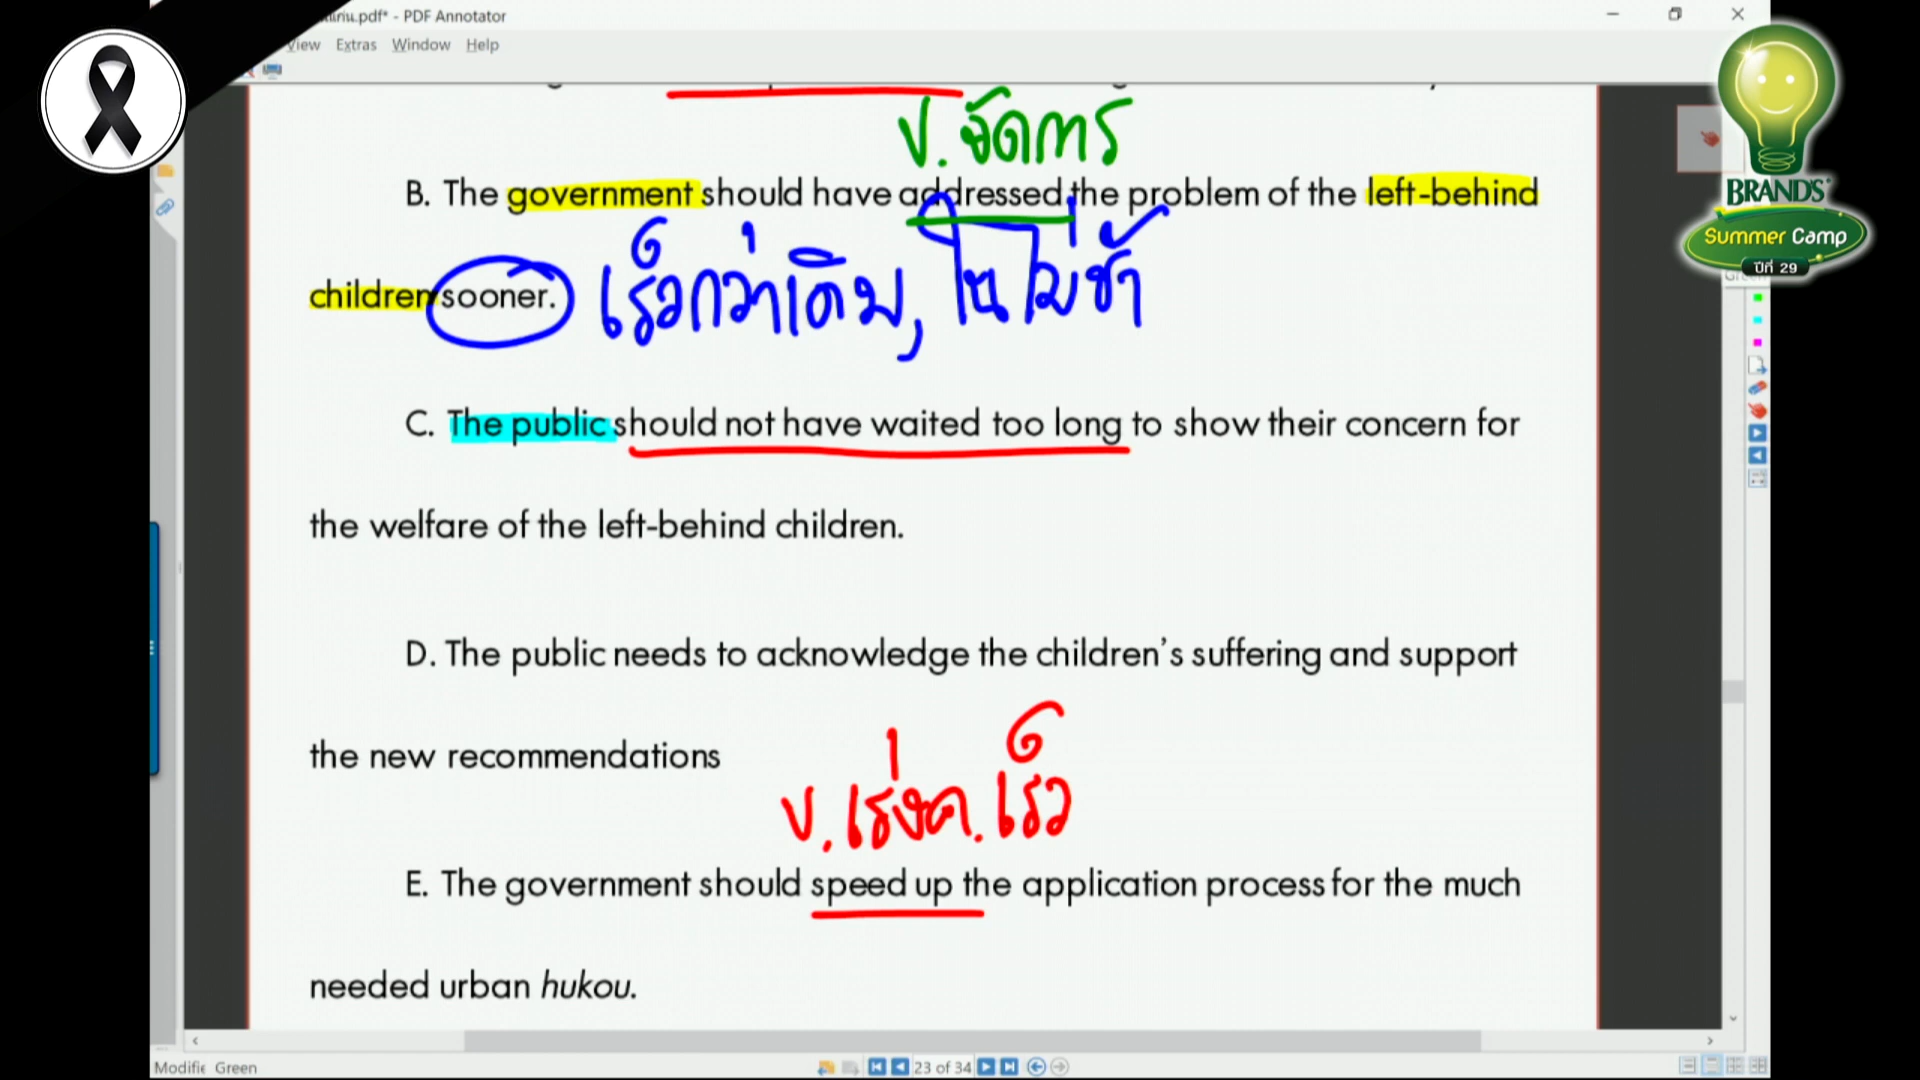 .pdf* - PDF Annotator
View Extras Window Help
ข. จัดการ
B. The government should have addressed the problem of the left-behind
children sooner. เร็วกว่าเดิม, ในไม่ช้า
C. The public should not have waited too long to show their concern for
the welfare of the left-behind children.
D. The public needs to acknowledge the children's suffering and support
the new recommendations
ข. เร่งค. เร็ว
E. The government should speed up the application process for the much
needed urban hukou.
Green
23 of 34
BRAND'S
Summer Camp
ปีที่ 29